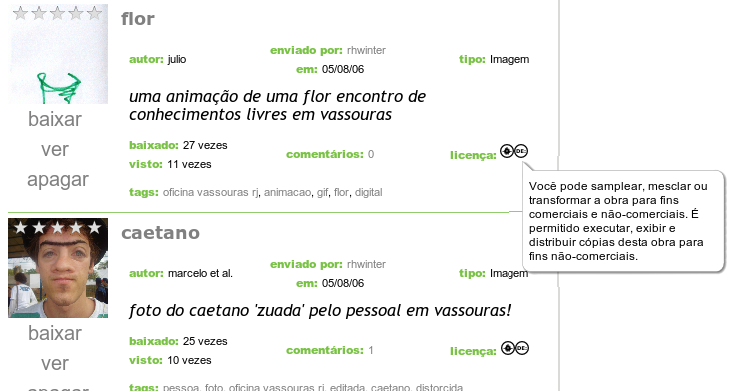 flor
enviado por: rhwinter
autor: julio
tipo: Imagem
em: 05/08/06
uma animação de uma flor encontro de
conhecimentos livres em vassouras
baixar
ver
apagar
baixado: 27 vezes
comentários: 0
licença:
visto: 11 vezes
tags: oficina vassouras rj, animacao, gif, flor, digital
Você pode samplear, mesclar ou
transformar a obra para fins
comerciais e não-comerciais. É
permitido executar, exibir e
distribuir cópias desta obra para
fins não-comerciais.
caetano
enviado por: rhwinter
autor: marcelo et al.
tipo: Imagem
em: 05/08/06
foto do caetano 'zuada' pelo pessoal em vassouras!
baixar
ver
apagar
baixado: 25 vezes
comentários: 1
licença:
visto: 10 vezes
tags: pessoa, foto, oficina vassouras rj, editada, caetano, distorcida